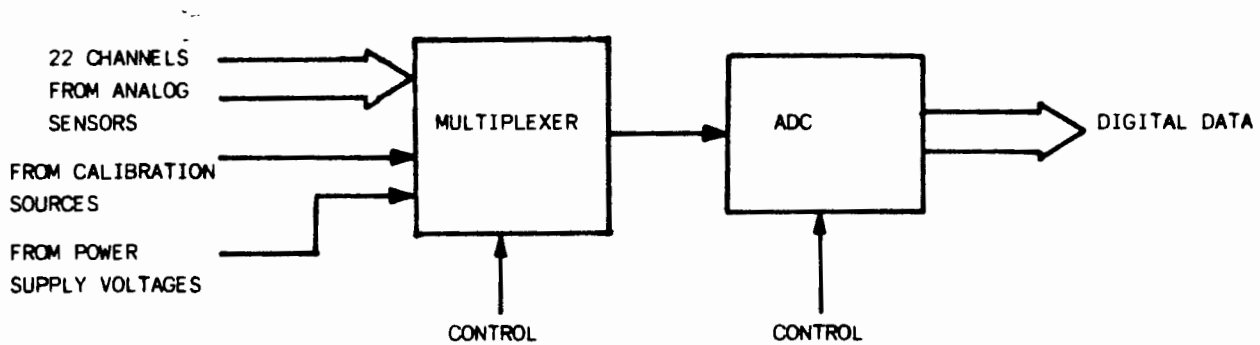 22 CHANNELS
FROM ANALOG
SENSORS
FROM CALIBRATION
SOURCES
FROM POWER
SUPPLY VOLTAGES
MULTIPLEXER
CONTROL
ADC
CONTROL
DIGITAL DATA